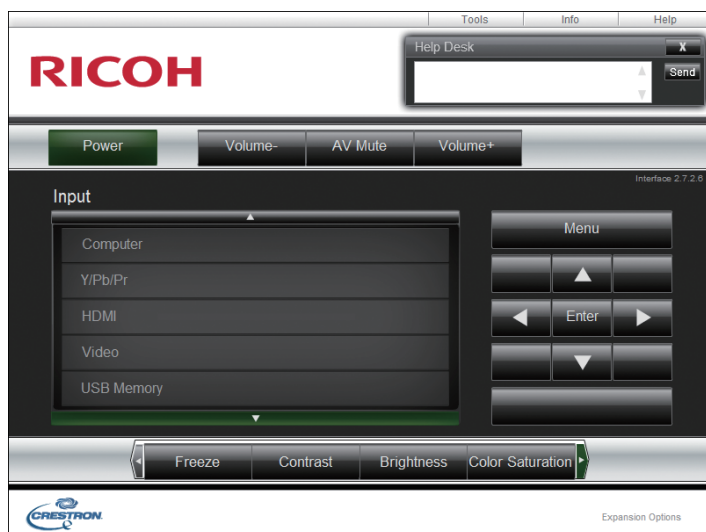 Tools Info Help
RICOH
Help Desk X
Send
Power Volume- AV Mute Volume+
Interface 2.7.2.6
Input
Computer
Y/Pb/Pr
HDMI
Video
USB Memory
Menu
Enter
Freeze Contrast Brightness Color Saturation
CRESTRON
Expansion Options